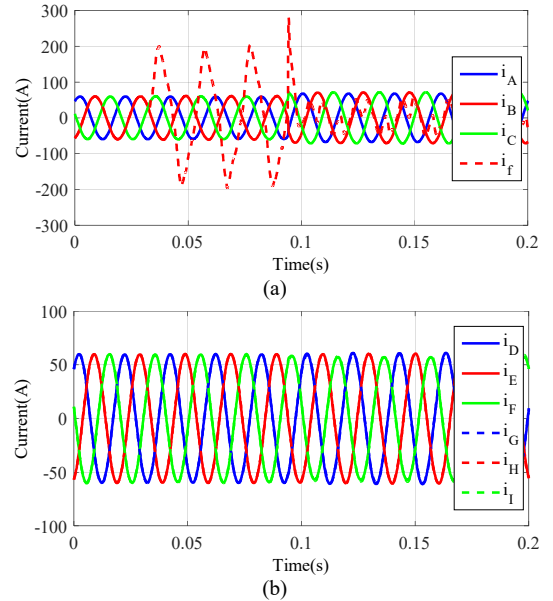 300
200
100
0
-100
-200
-300
Current(A)
i_A
i_B
i_C
i_f
0
0.05
0.1
0.15
0.2
Time(s)
(a)
100
50
0
-50
-100
Current(A)
i_D
i_E
i_F
i_G
i_H
i_I
0
0.05
0.1
0.15
0.2
Time(s)
(b)